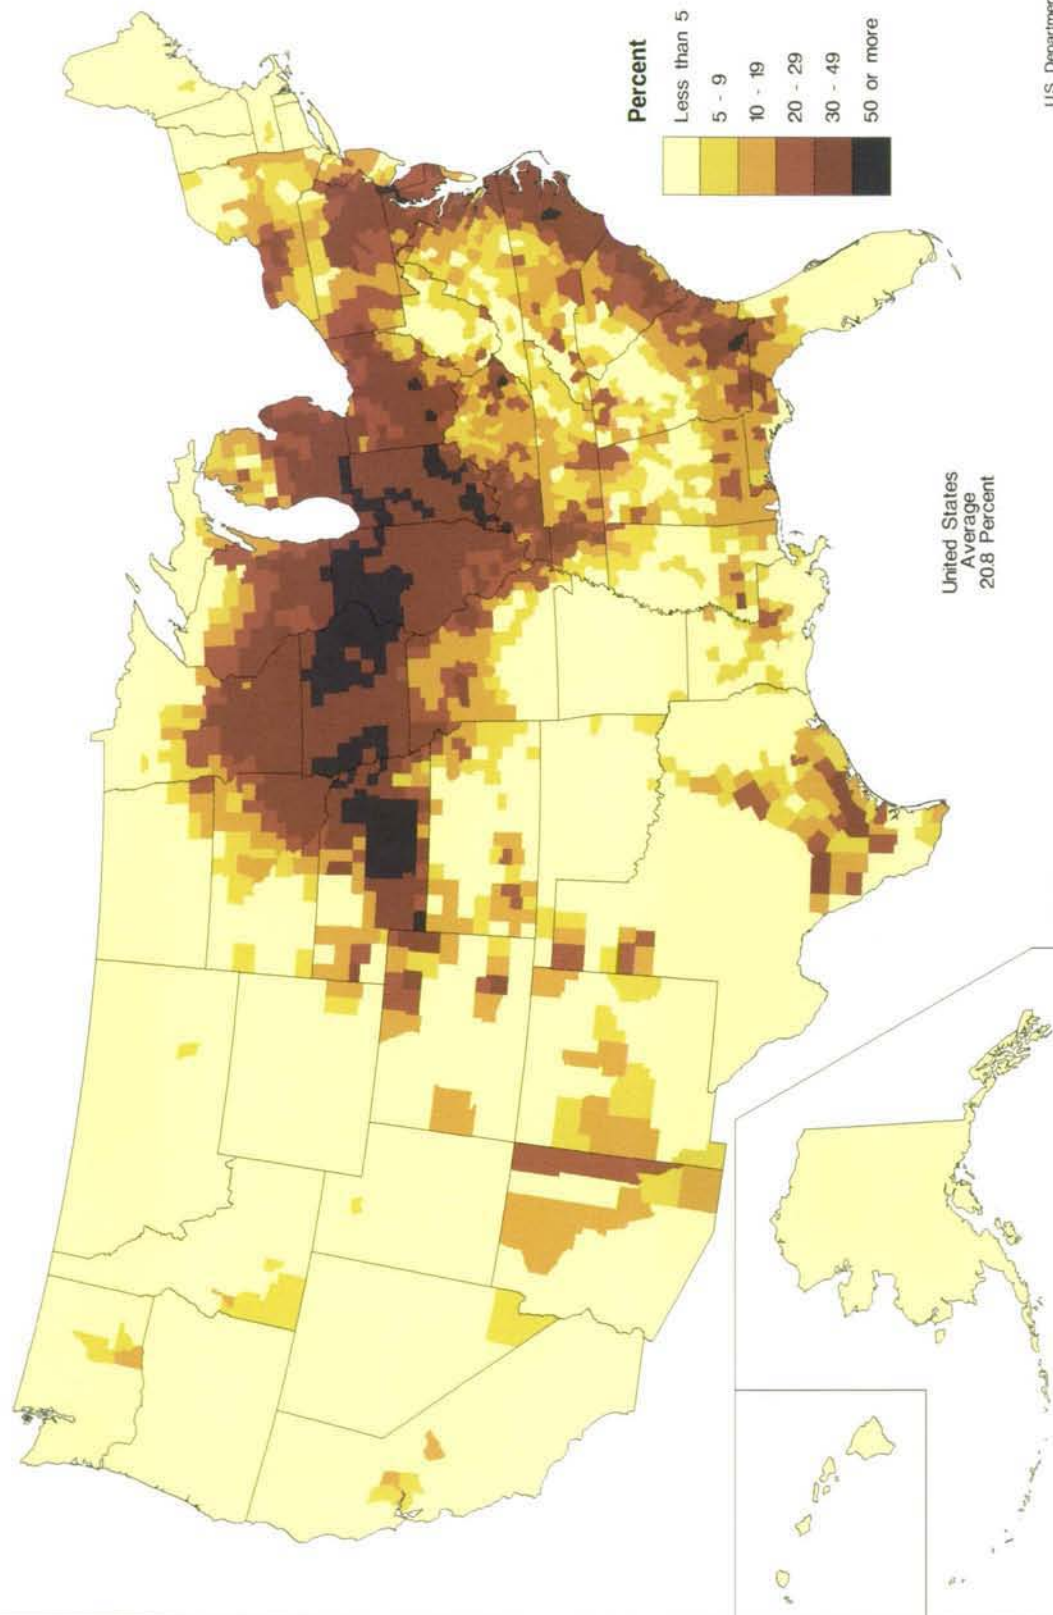 Percent
Less than 5
5 - 9
10 - 19
20 - 29
30 - 49
50 or more
United States
Average
20.8 Percent
U.S. Department